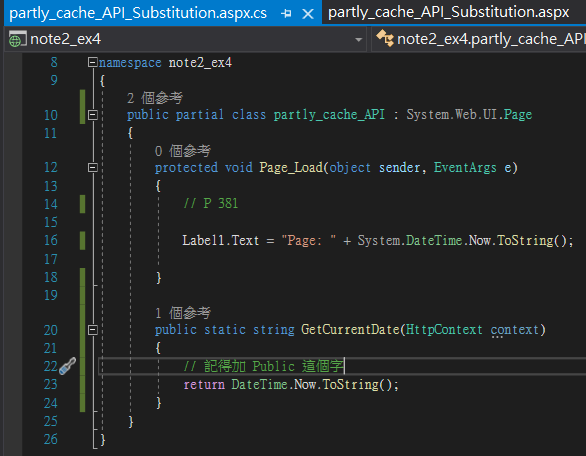 partly_cache_API_Substitution.aspx.cs partly_cache_API_Substitution.aspx
note2_ex4 note2_ex4.partly_cache_API
8 namespace note2_ex4
9 {
2 個參考
10 public partial class partly_cache_API : System.Web.UI.Page
11 {
0 個參考
12 protected void Page_Load(object sender, EventArgs e)
13 {
14 // P 381
15
16 Label1.Text = "Page: " + System.DateTime.Now.ToString();
17
18 }
19
1 個參考
20 public static string GetCurrentDate(HttpContext context)
21 {
22 // 記得加 Public 這個字
23 return DateTime.Now.ToString();
24 }
25 }
26 }